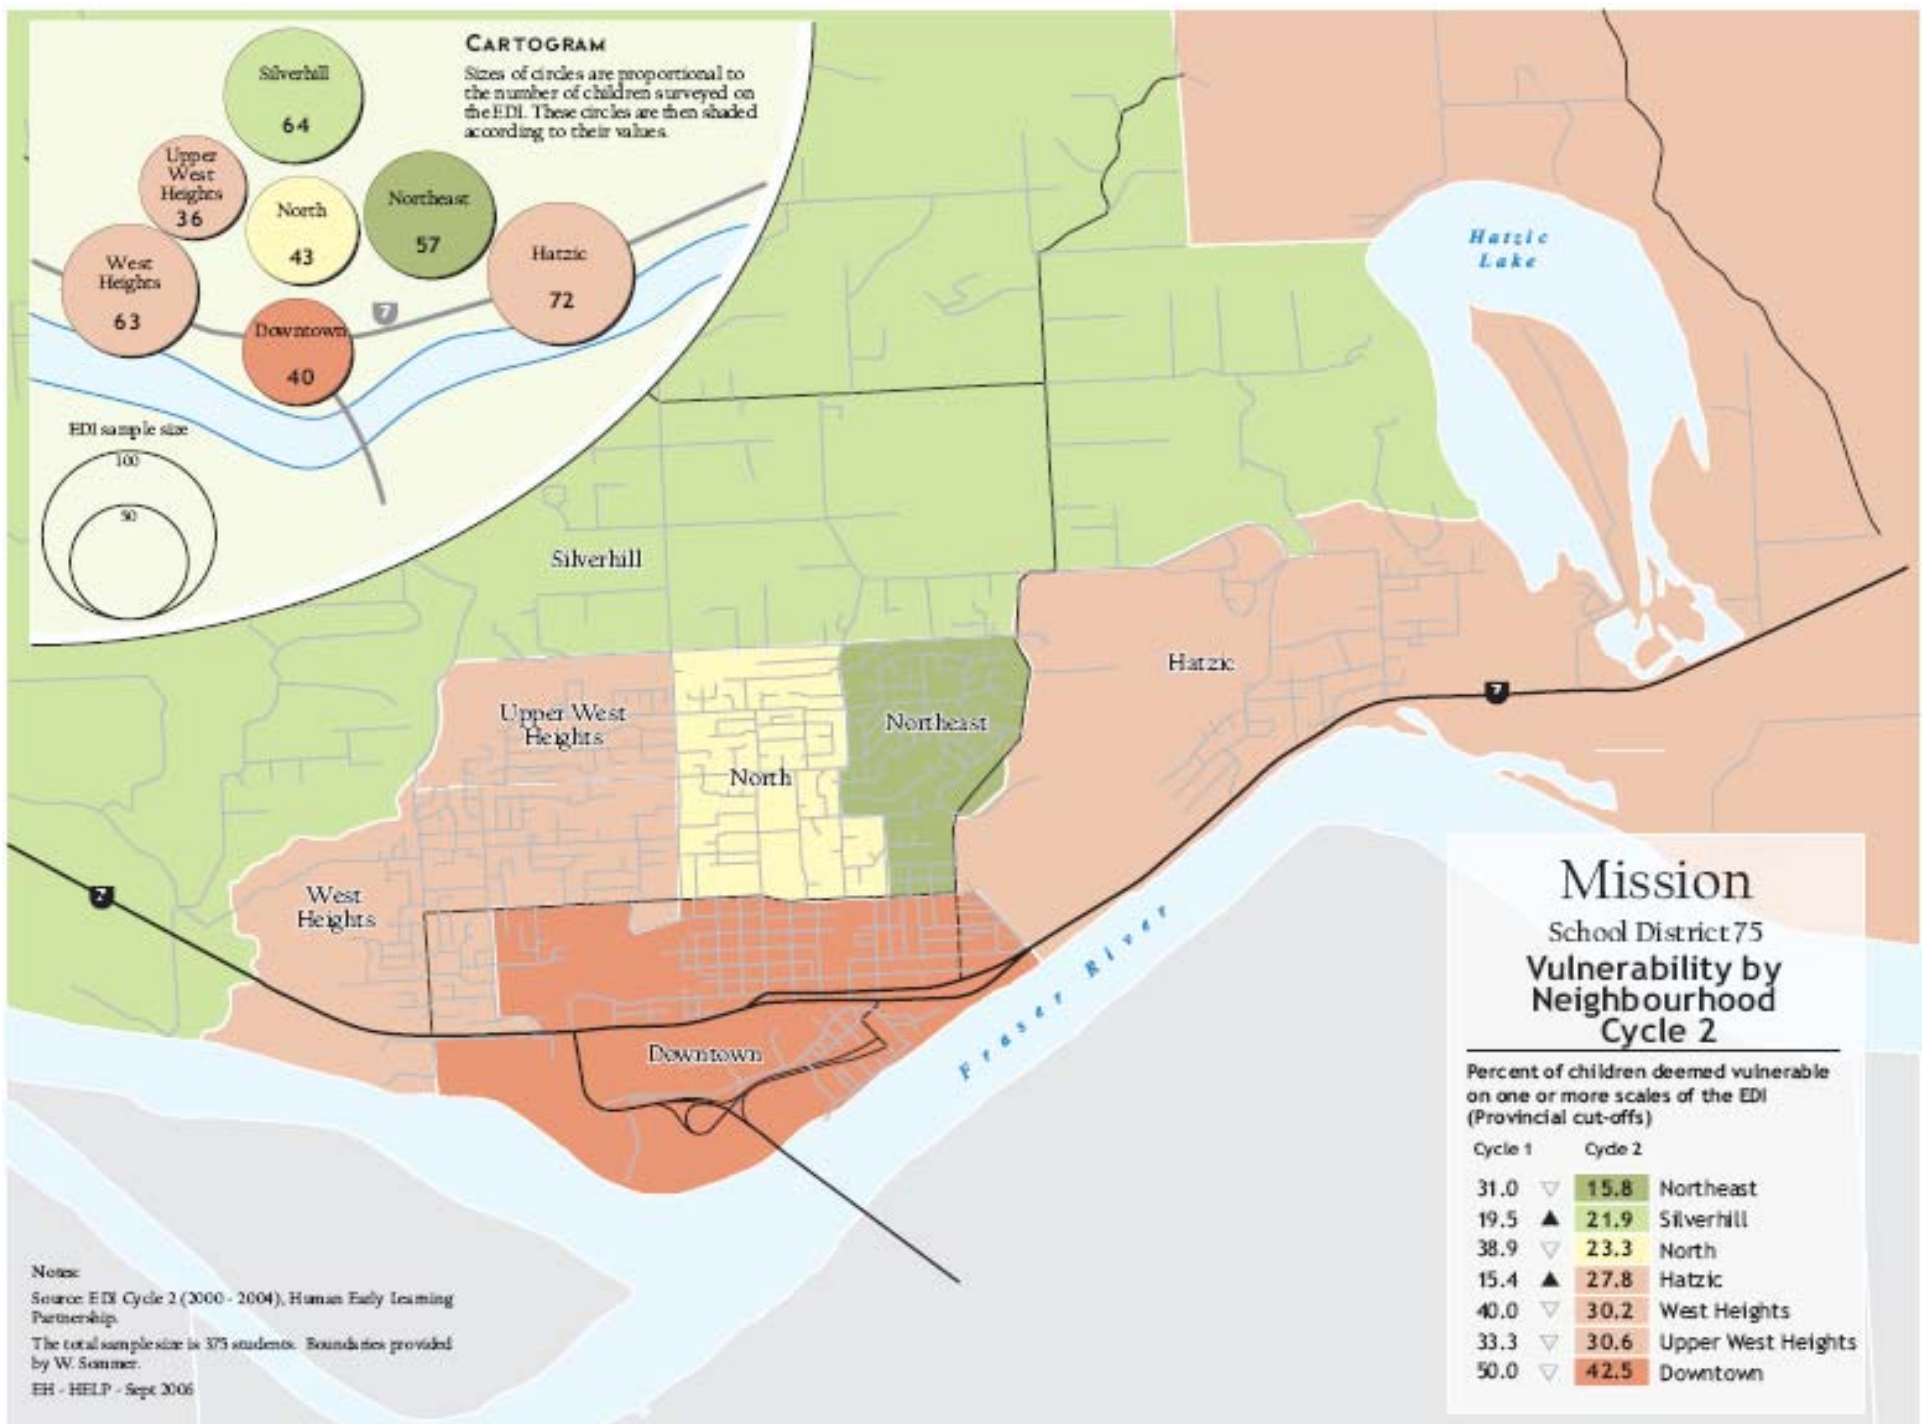 CARTOGRAM
Sizes of circles are proportional to
the number of children surveyed on
the EDI. These circles are then shaded
according to their values.
Silverhill
64
Upper
West
Heights
36
North
43
Northeast
57
West
Heights
63
Hatzic
72
Downtown
40
7
EDI sample size
100
50
Hatzic
Lake
Silverhill
Hatzic
7
Upper West
Heights
Northeast
North
West
Heights
7
Downtown
Fraser River
Mission
School District 75
Vulnerability by
Neighbourhood
Cycle 2
Percent of children deemed vulnerable
on one or more scales of the EDI
(Provincial cut-offs)
Cycle 1 Cycle 2
31.0 ▽ 15.8 Northeast
19.5 ▲ 21.9 Silverhill
38.9 ▽ 23.3 North
15.4 ▲ 27.8 Hatzic
40.0 ▽ 30.2 West Heights
33.3 ▽ 30.6 Upper West Heights
50.0 ▽ 42.5 Downtown
Notes:
Source: EDI Cycle 2 (2000 - 2004), Human Early Learning
Partnership.
The total sample size is 375 students. Boundaries provided
by W. Sommer.
EH - HELP - Sept 2006